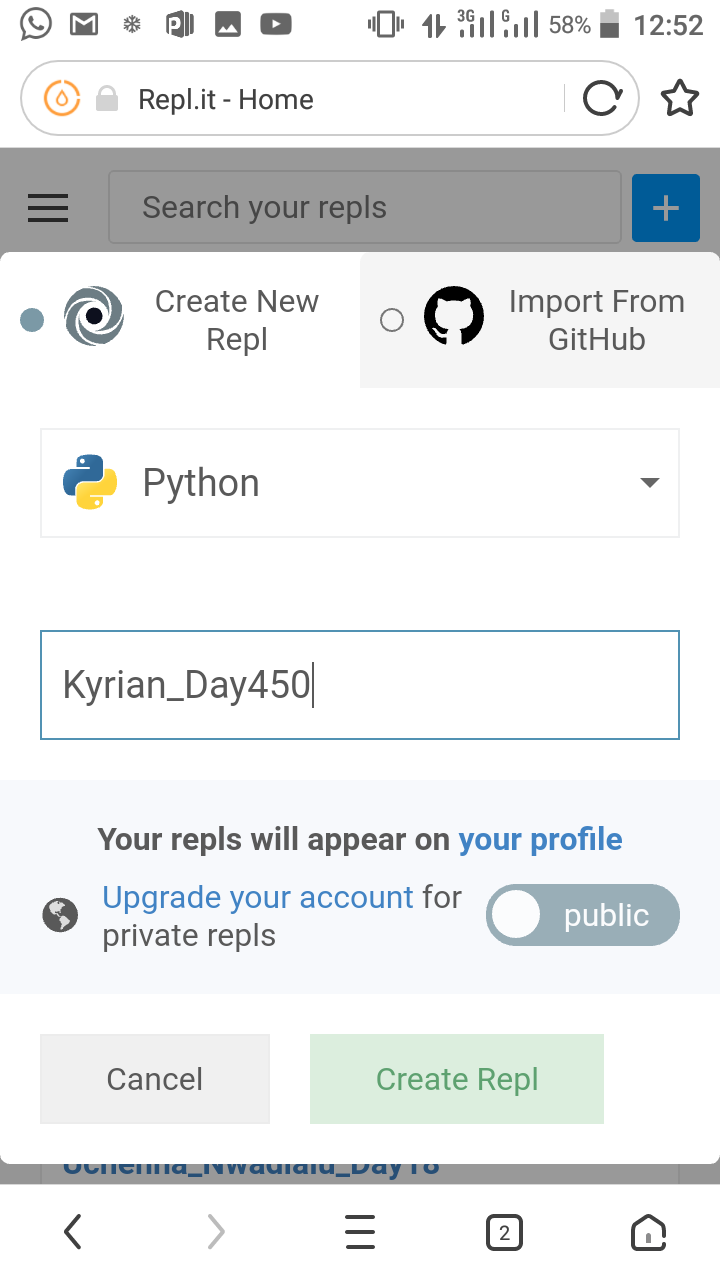 3G G 58% 12:52
Repl.it - Home
Search your repls
Create New
Repl
Import From
GitHub
Python
Kyrian_Day450
Your repls will appear on your profile
Upgrade your account for
private repls
public
Cancel
Create Repl
Uchenna_Nwadialu_Day18
2